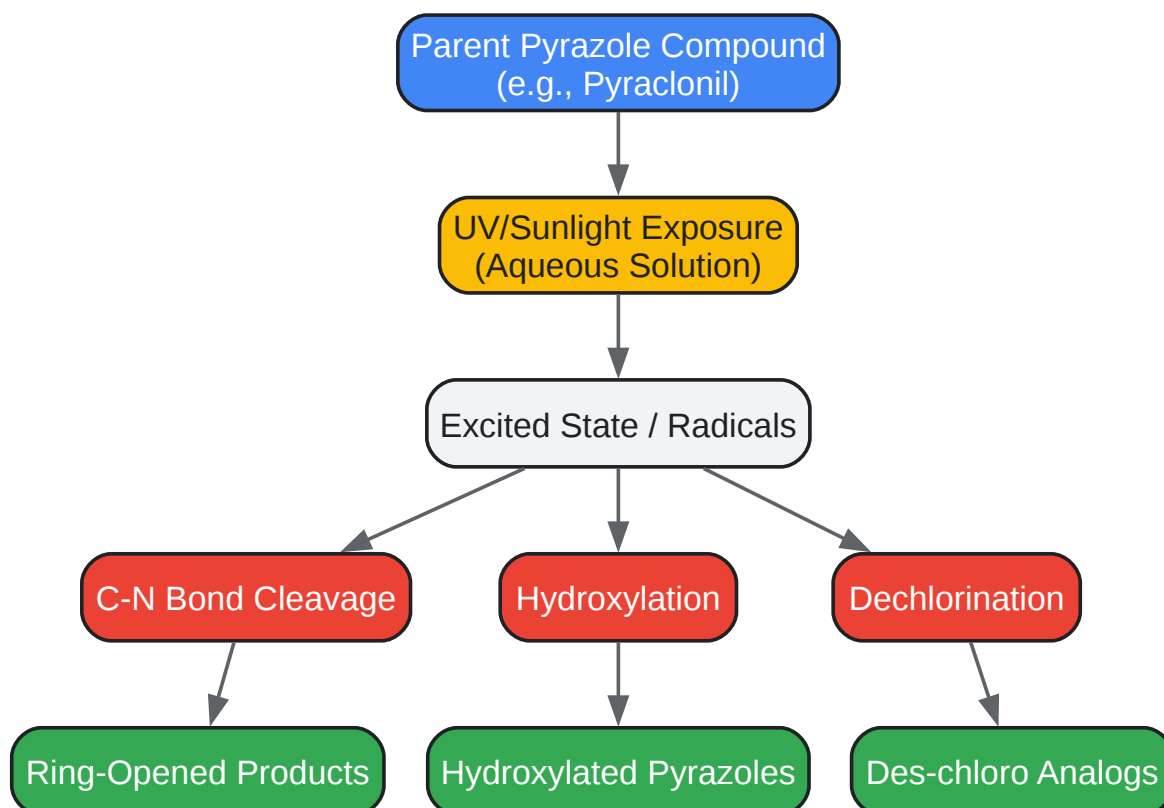 Parent Pyrazole Compound
(e.g., Pyraclonil)
UV/Sunlight Exposure
(Aqueous Solution)
Excited State / Radicals
C-N Bond Cleavage
Hydroxylation
Dechlorination
Ring-Opened Products
Hydroxylated Pyrazoles
Des-chloro Analogs